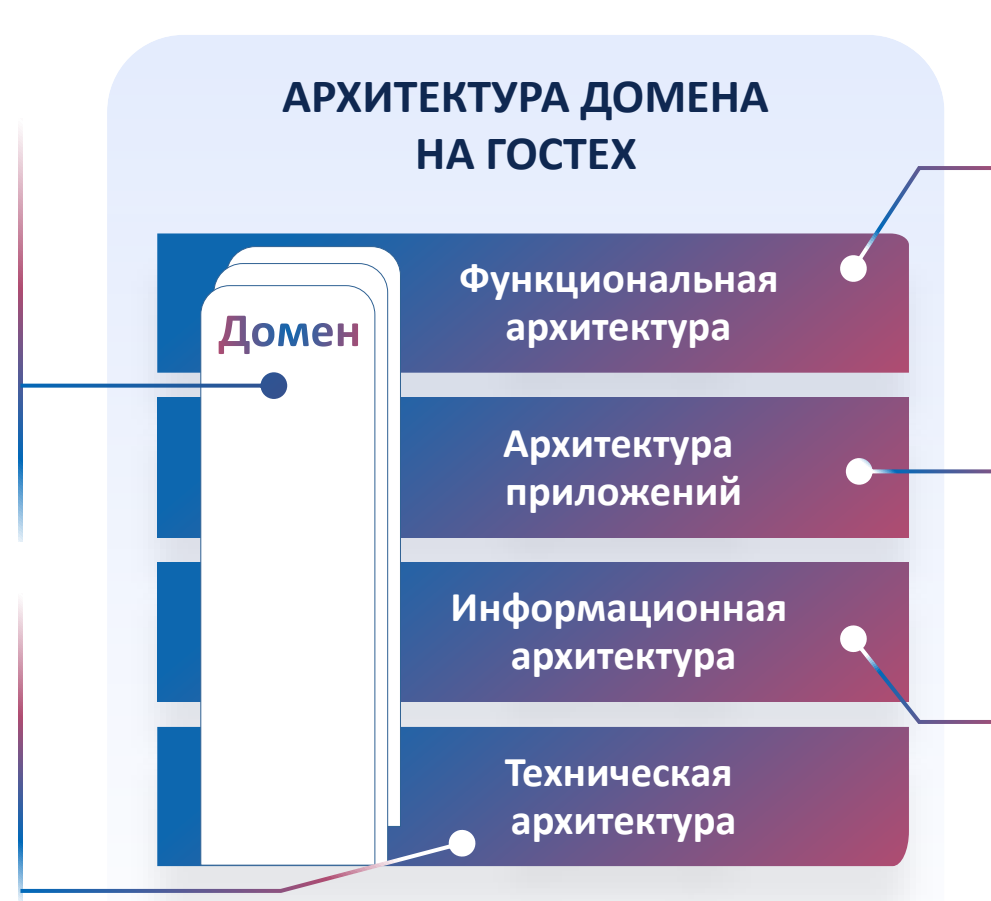 АРХИТЕКТУРА ДОМЕНА
НА ГОСТЕХ
Домен
Функциональная
архитектура
Архитектура
приложений
Информационная
архитектура
Техническая
архитектура